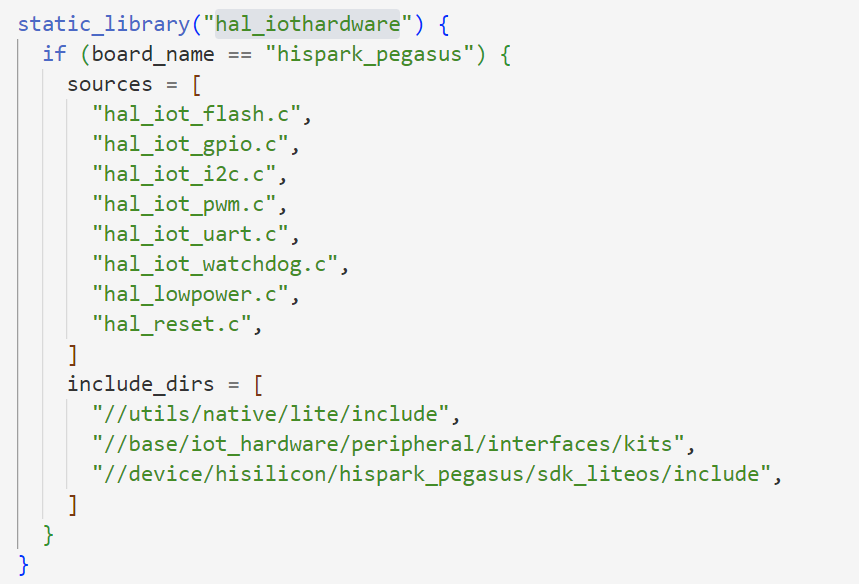 static_library("hal_iothardware") {
if (board_name == "hispark_pegasus") {
sources = [
"hal_iot_flash.c",
"hal_iot_gpio.c",
"hal_iot_i2c.c",
"hal_iot_pwm.c",
"hal_iot_uart.c",
"hal_iot_watchdog.c",
"hal_lowpower.c",
"hal_reset.c",
]
include_dirs = [
"//utils/native/lite/include",
"//base/iot_hardware/peripheral/interfaces/kits",
"//device/hisilicon/hispark_pegasus/sdk_liteos/include",
]
}
}